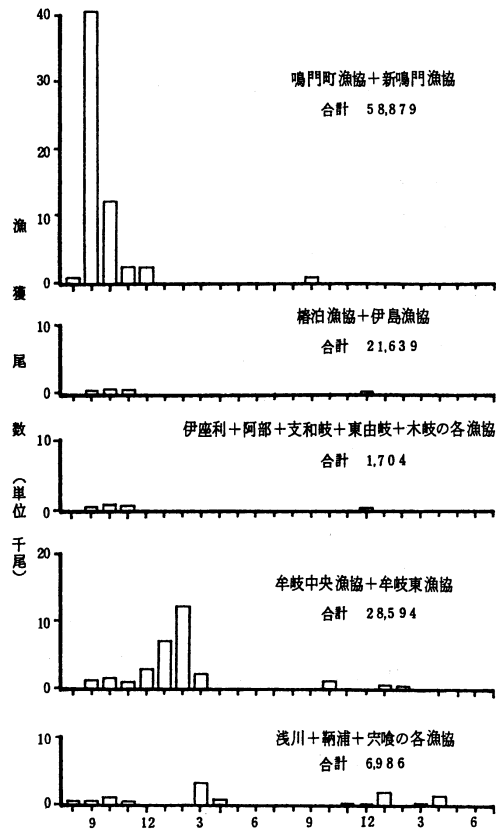 漁獲尾数（単位千尾）
40
30
20
10
0
鳴門町漁協＋新鳴門漁協
合計 58,879
10
0
椿泊漁協＋伊島漁協
合計 21,639
10
0
伊座利＋阿部＋支和岐＋東由岐＋木岐の各漁協
合計 1,704
20
10
0
牟岐中央漁協＋牟岐東漁協
合計 28,594
10
0
浅川＋鞆浦＋宍喰の各漁協
合計 6,986
9 12 3 6 9 12 3 6